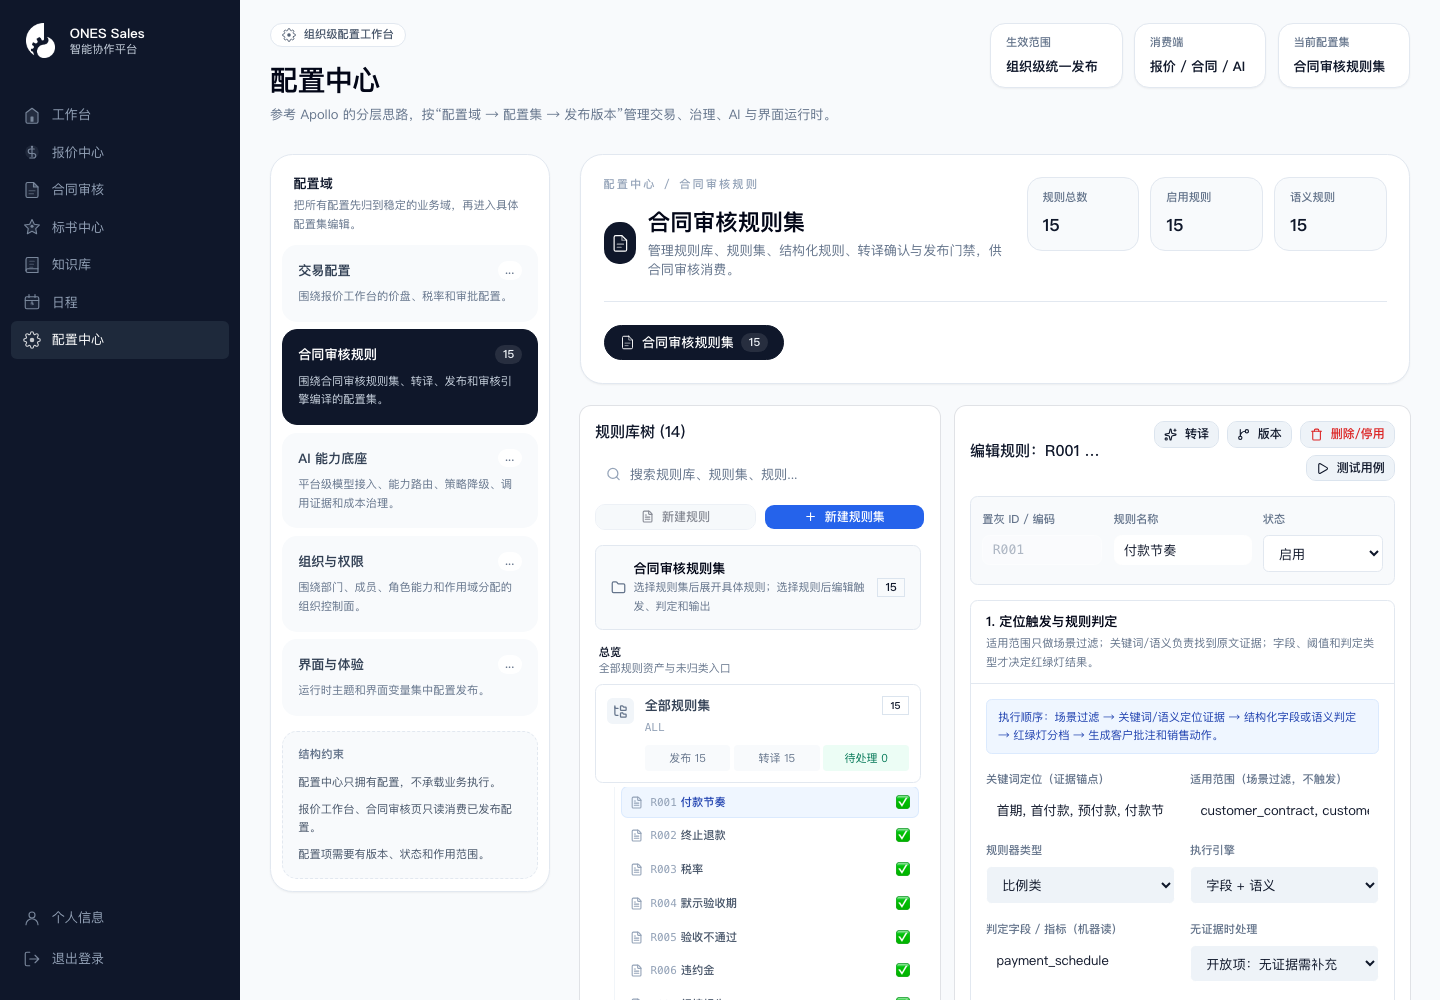 ONES Sales
智能协作平台
工作台
报价中心
合同审核
标书中心
知识库
日程
配置中心
个人信息
退出登录
组织级配置工作台
配置中心
参考 Apollo 的分层思路，按“配置域 → 配置集 → 发布版本”管理交易、治理、AI 与界面运行时。
生效范围
组织级统一发布
消费端
报价 / 合同 / AI
当前配置集
合同审核规则集
配置域
把所有配置先归到稳定的业务域，再进入具体
配置集编辑。
交易配置
...
围绕报价工作台的价盘、税率和审批配置。
合同审核规则
15
围绕合同审核规则集、转译、发布和审核引
擎编译的配置集。
AI 能力底座
...
平台级模型接入、能力路由、策略降级、调
用证据和成本治理。
组织与权限
...
围绕部门、成员、角色能力和作用域分配的
组织控制面。
界面与体验
...
运行时主题和界面变量集中配置发布。
结构约束
配置中心只拥有配置，不承载业务执行。
报价工作台、合同审核页只读消费已发布配
置。
配置项需要有版本、状态和作用范围。
配置中心 / 合同审核规则
合同审核规则集
管理规则库、规则集、结构化规则、转译确认与发布门禁，供
合同审核消费。
规则总数
15
启用规则
15
语义规则
15
合同审核规则集 15
规则库树 (14)
搜索规则库、规则集、规则...
新建规则
新建规则集
合同审核规则集
选择规则集后展开具体规则；选择规则后编辑触
发、判定和输出
15
总览
全部规则资产与未归类入口
全部规则集
15
ALL
发布 15
转译 15
待处理 0
R001 付款节奏
R002 终止退款
R003 税率
R004 默示验收期
R005 验收不通过
R006 违约金
编辑规则：R001 ...
转译
版本
删除/停用
测试用例
置灰 ID / 编码
R001
规则名称
付款节奏
状态
启用
1. 定位触发与规则判定
适用范围只做场景过滤；关键词/语义负责找到原文证据；字段、阈值和判定类
型才决定红绿灯结果。
执行顺序：场景过滤 → 关键词/语义定位证据 → 结构化字段或语义判定
→ 红绿灯分档 → 生成客户批注和销售动作。
关键词定位（证据锚点）
首期, 首付款, 预付款, 付款节
适用范围（场景过滤，不触发）
customer_contract, custome
规则器类型
比例类
执行引擎
字段 + 语义
判定字段 / 指标（机器读）
payment_schedule
无证据时处理
开放项：无证据需补充